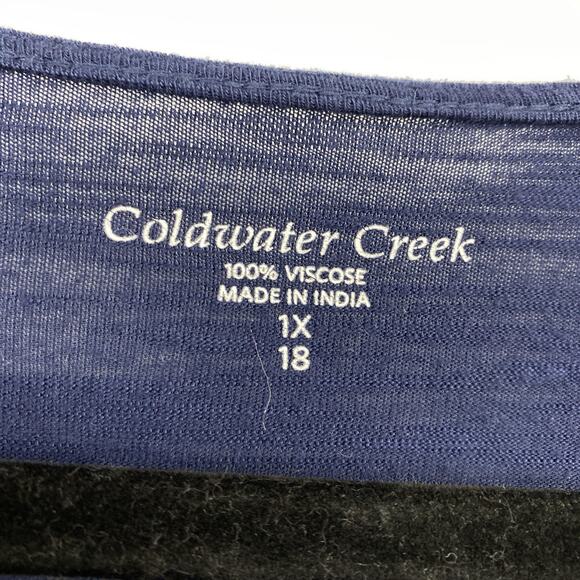 Coldwater Creek
100% VISCOSE
MADE IN INDIA
1X
18